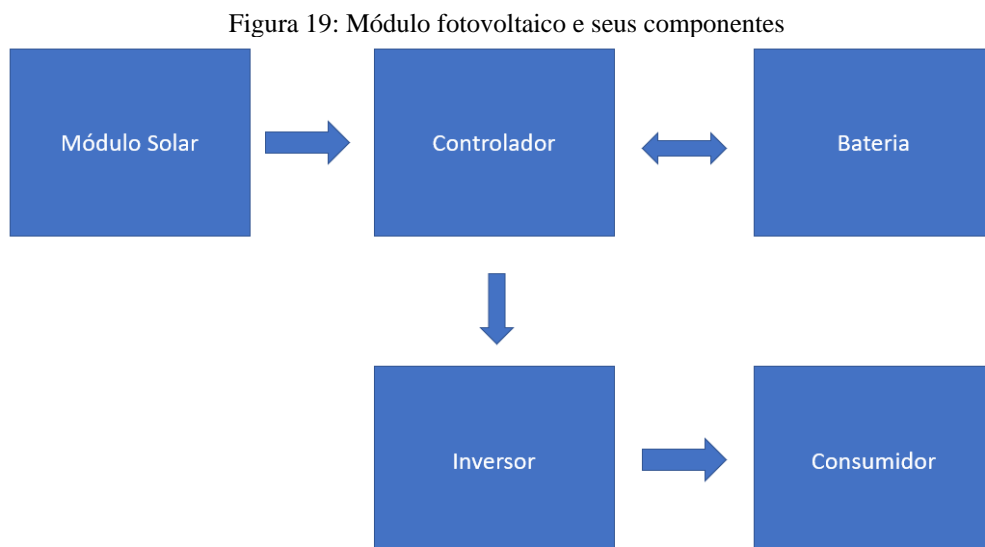 Figura 19: Módulo fotovoltaico e seus componentes
Módulo Solar
Controlador
Bateria
Inversor
Consumidor